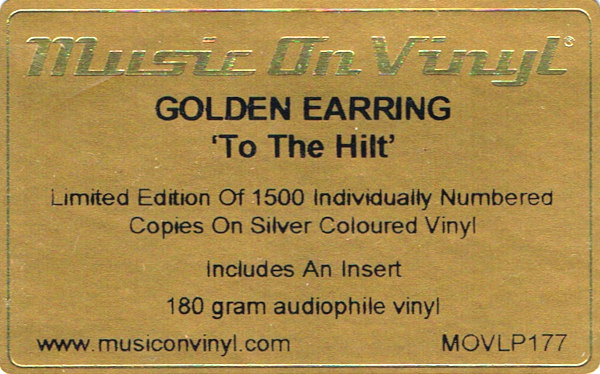 Music On Vinyl®
GOLDEN EARRING
'To The Hilt'
Limited Edition Of 1500 Individually Numbered
Copies On Silver Coloured Vinyl
Includes An Insert
180 gram audiophile vinyl
www.musiconvinyl.com MOVLP177